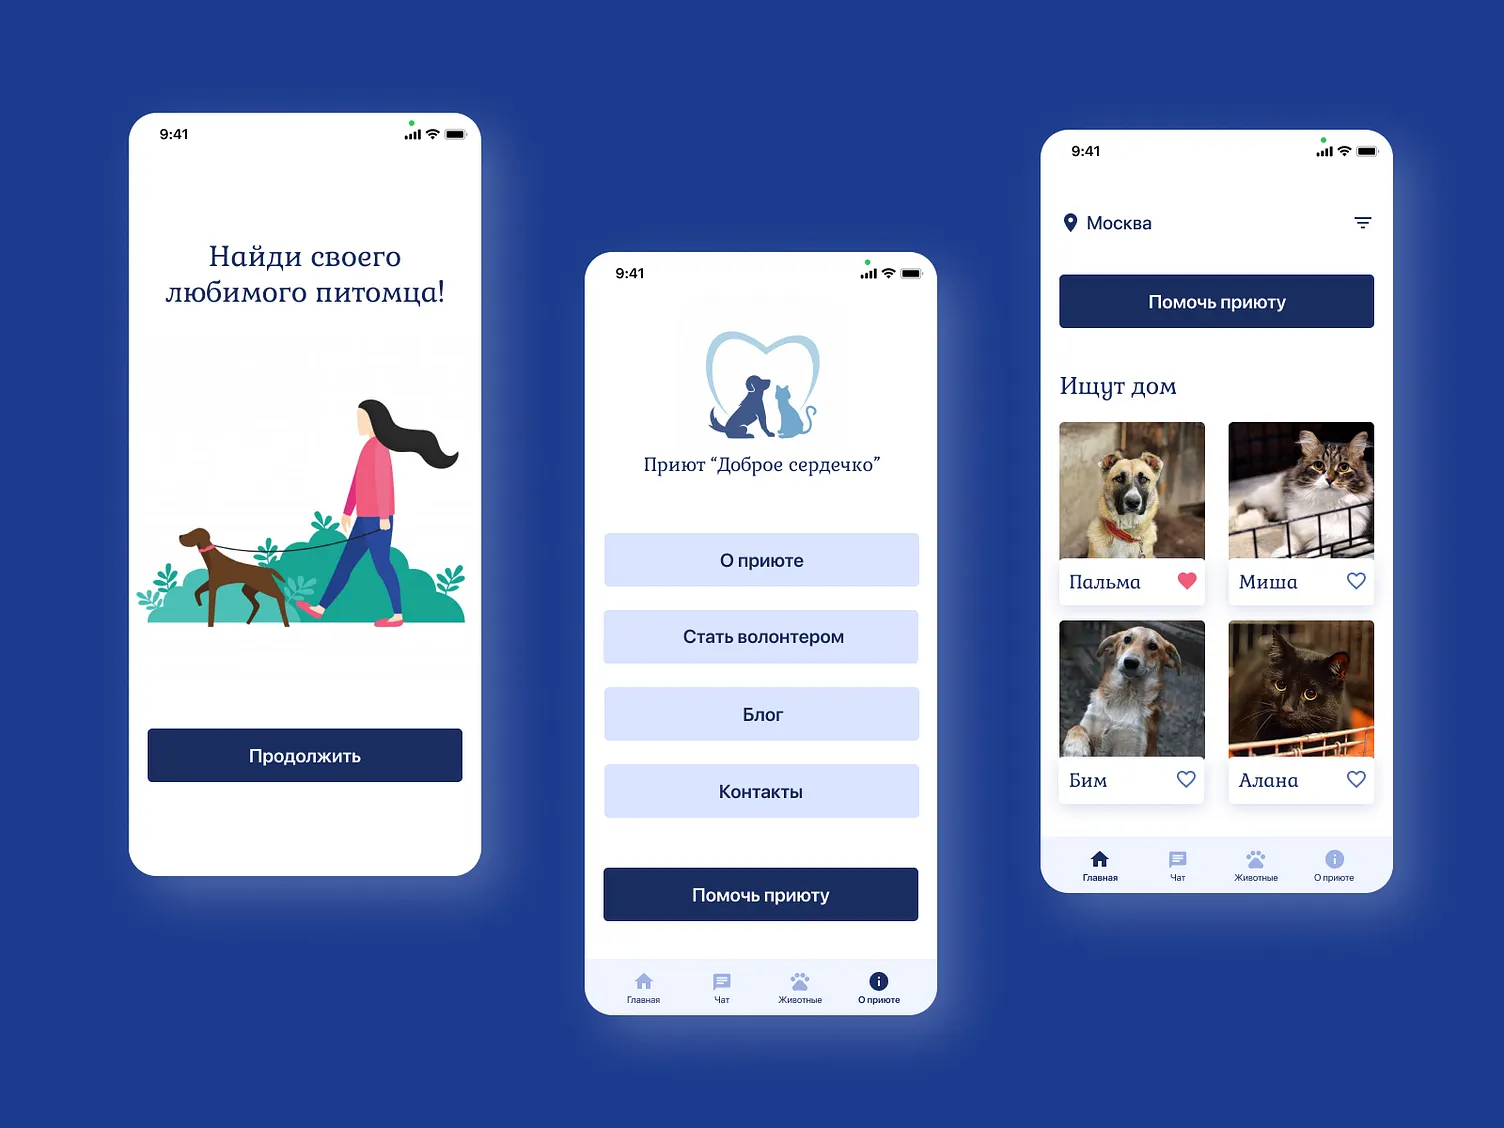 9:41
Найди своего
любимого питомца!
Продолжить
9:41
Приют “Доброе сердечко”
О приюте
Стать волонтером
Блог
Контакты
Помочь приюту
Главная
Чат
Животные
О приюте
9:41
Москва
Помочь приюту
Ищут дом
Пальма
Миша
Бим
Алана
Главная
Чат
Животные
О приюте